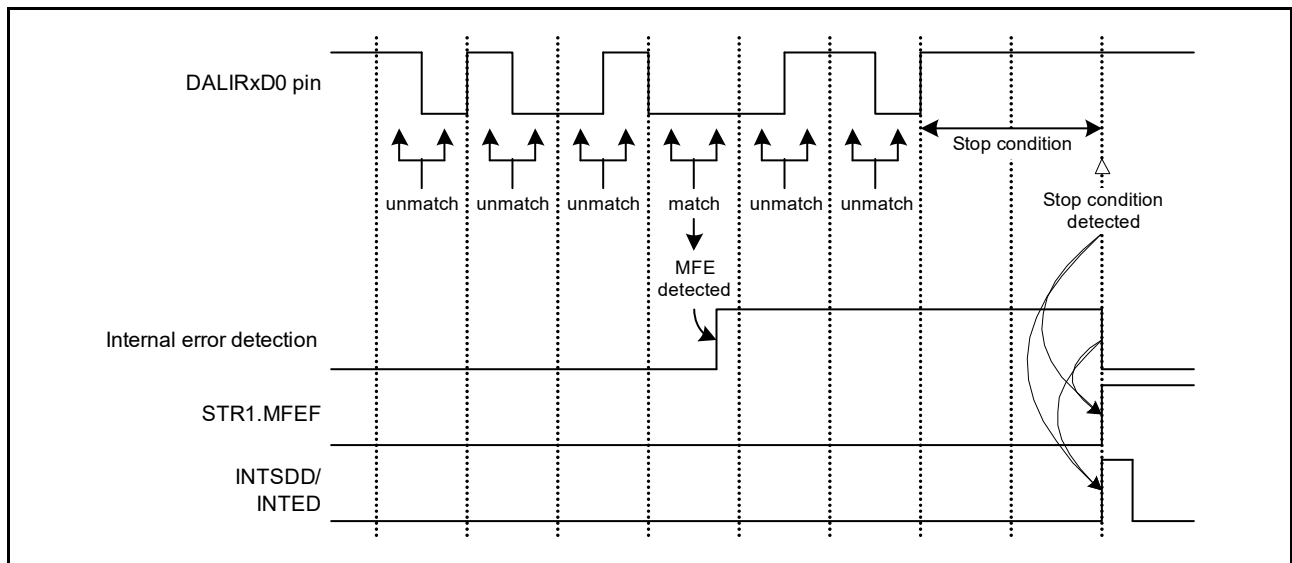 DALIRxD0 pin
Stop condition
unmatch unmatch unmatch match unmatch unmatch
Stop condition
detected
MFE
detected
Internal error detection
STR1.MFEF
INTSDD/
INTED